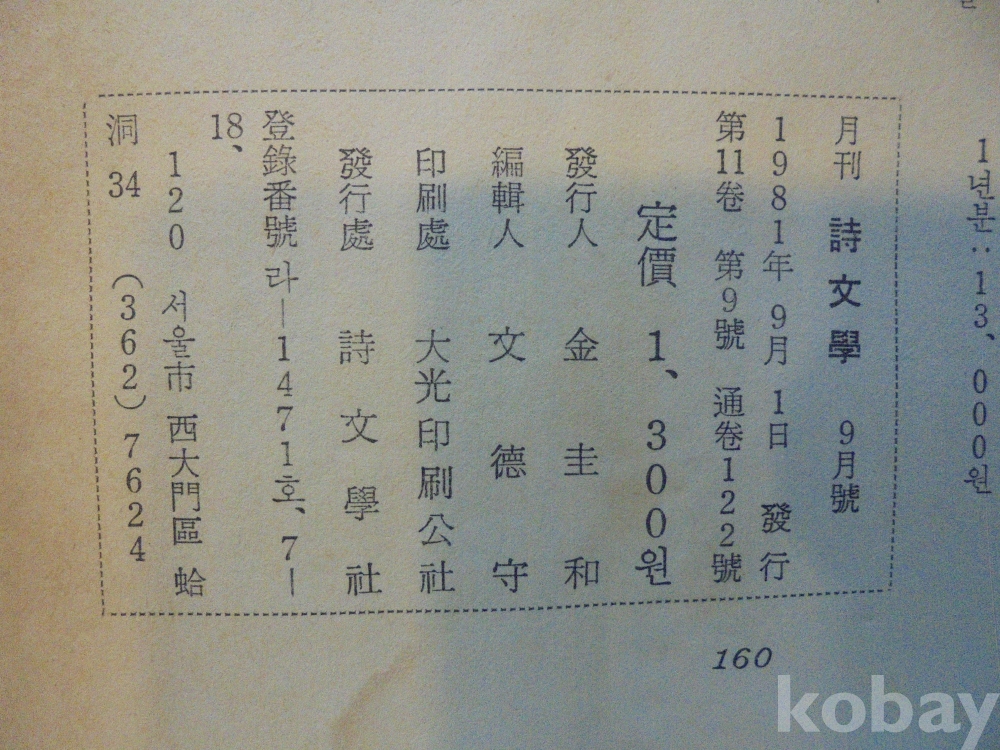 1년분: 13、000원
月刊 詩文學 9月號
1981年 9月 1日 發行
第11卷 第9號 通卷122號
定價 1、300원
發行人 金圭和
編輯人 文德守
印刷處 大光印刷公社
發行處 詩文學社
登錄番號 라—1471호、7—
18、
120 서울市 西大門區 蛤
洞 34 (362) 7624
160
kobay